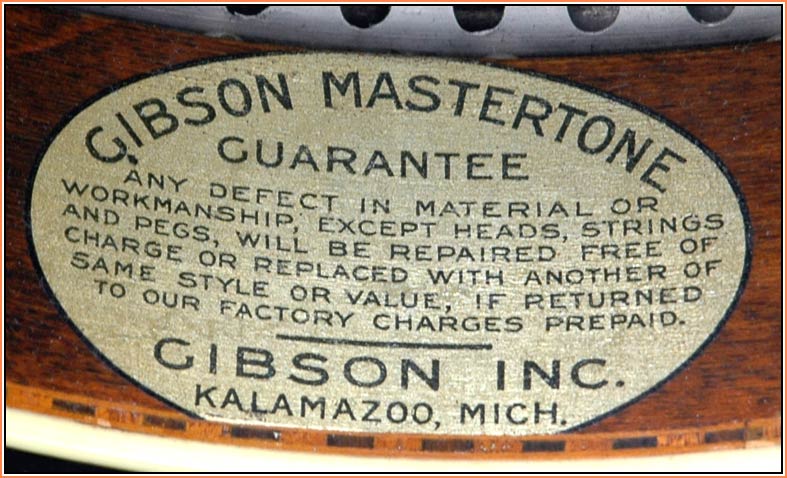 GIBSON MASTERTONE
GUARANTEE
ANY DEFECT IN MATERIAL OR
WORKMANSHIP, EXCEPT HEADS, STRINGS
AND PEGS, WILL BE REPAIRED FREE OF
CHARGE OR REPLACED WITH ANOTHER OF
SAME STYLE OR VALUE, IF RETURNED
TO OUR FACTORY CHARGES PREPAID.
GIBSON INC.
KALAMAZOO, MICH.